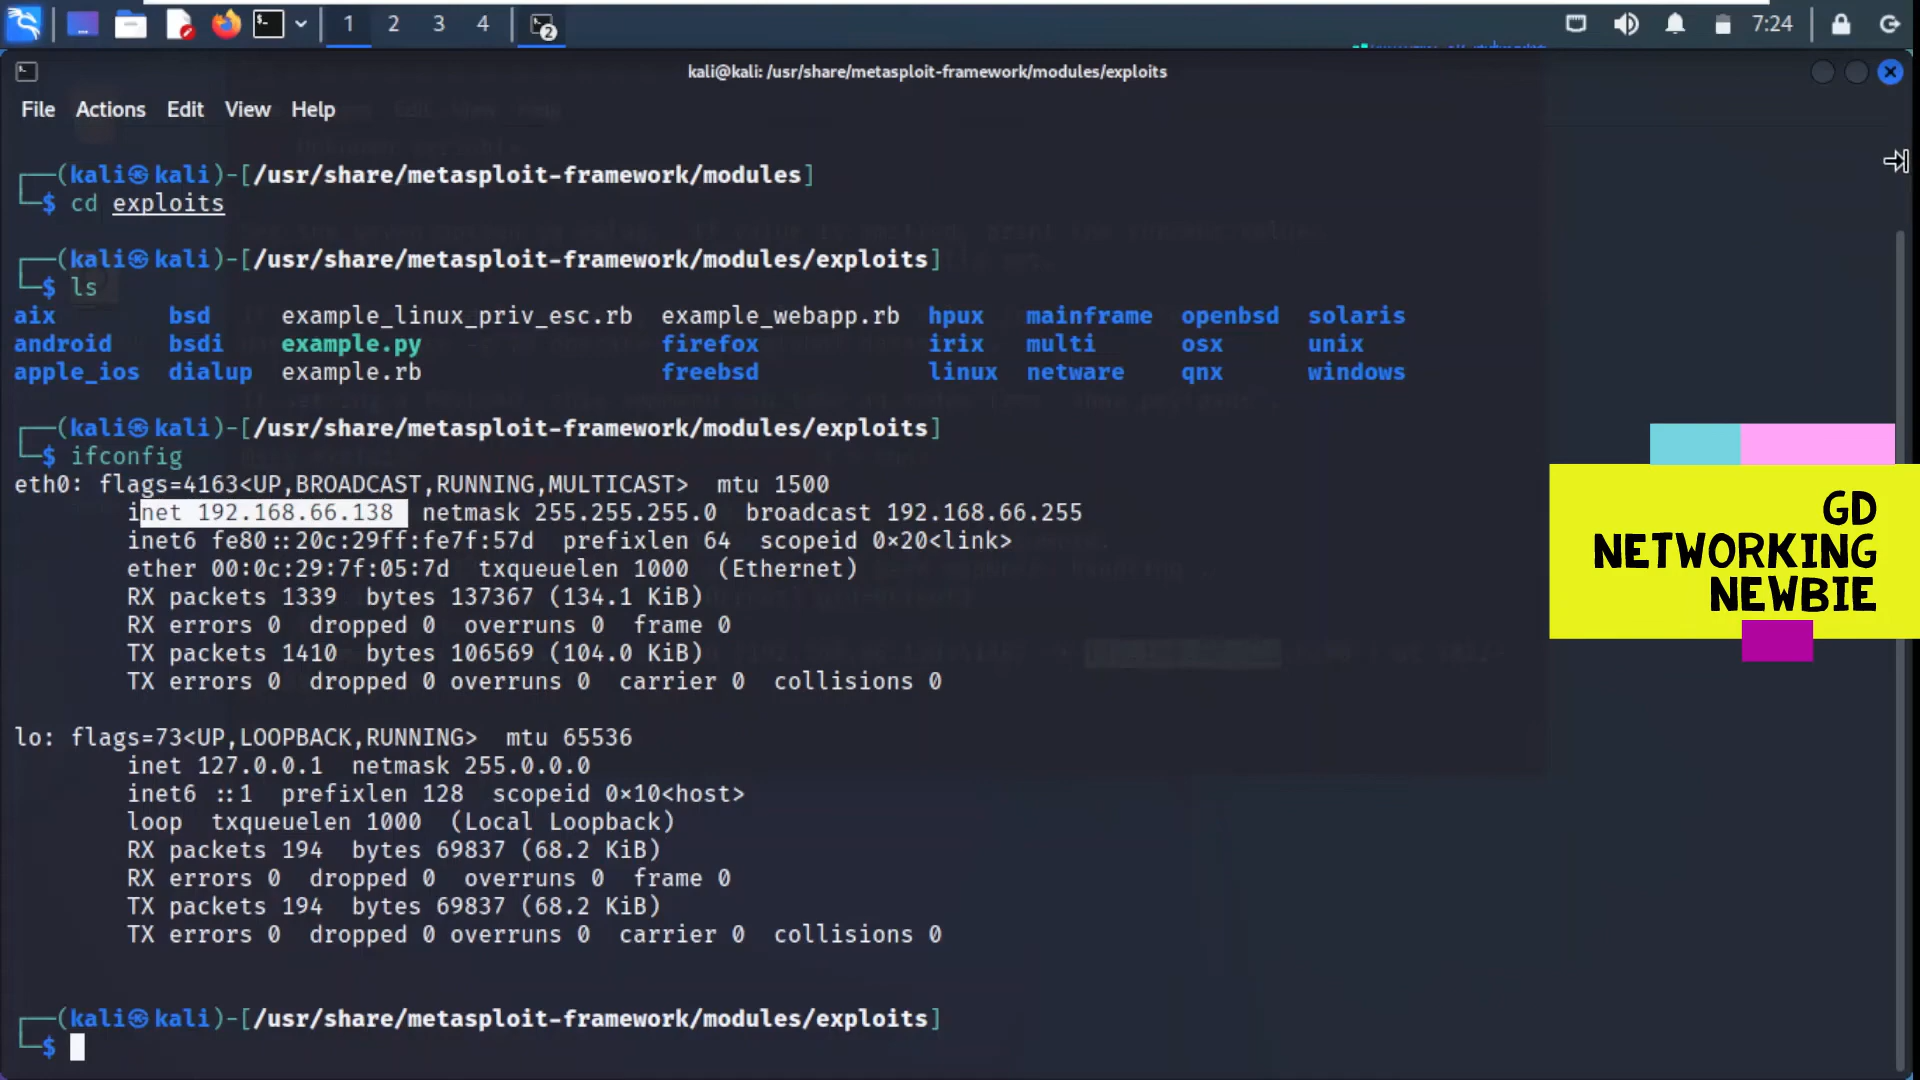 1 2 3 4 2 7:24
kali@kali: /usr/share/metasploit-framework/modules/exploits
File Actions Edit View Help
┌──(kali㉿kali)-[/usr/share/metasploit-framework/modules]
└─$ cd exploits
┌──(kali㉿kali)-[/usr/share/metasploit-framework/modules/exploits]
└─$ ls
aix bsd example_linux_priv_esc.rb example_webapp.rb hpux mainframe openbsd solaris
android bsdi example.py firefox irix multi osx unix
apple_ios dialup example.rb freebsd linux netware qnx windows
┌──(kali㉿kali)-[/usr/share/metasploit-framework/modules/exploits]
└─$ ifconfig
eth0: flags=4163<UP,BROADCAST,RUNNING,MULTICAST> mtu 1500
inet 192.168.66.138 netmask 255.255.255.0 broadcast 192.168.66.255
inet6 fe80::20c:29ff:fe7f:57d prefixlen 64 scopeid 0×20<link>
ether 00:0c:29:7f:05:7d txqueuelen 1000 (Ethernet)
RX packets 1339 bytes 137367 (134.1 KiB)
RX errors 0 dropped 0 overruns 0 frame 0
TX packets 1410 bytes 106569 (104.0 KiB)
TX errors 0 dropped 0 overruns 0 carrier 0 collisions 0
lo: flags=73<UP,LOOPBACK,RUNNING> mtu 65536
inet 127.0.0.1 netmask 255.0.0.0
inet6 ::1 prefixlen 128 scopeid 0×10<host>
loop txqueuelen 1000 (Local Loopback)
RX packets 194 bytes 69837 (68.2 KiB)
RX errors 0 dropped 0 overruns 0 frame 0
TX packets 194 bytes 69837 (68.2 KiB)
TX errors 0 dropped 0 overruns 0 carrier 0 collisions 0
┌──(kali㉿kali)-[/usr/share/metasploit-framework/modules/exploits]
└─$
GD
NETWORKING
NEWBIE